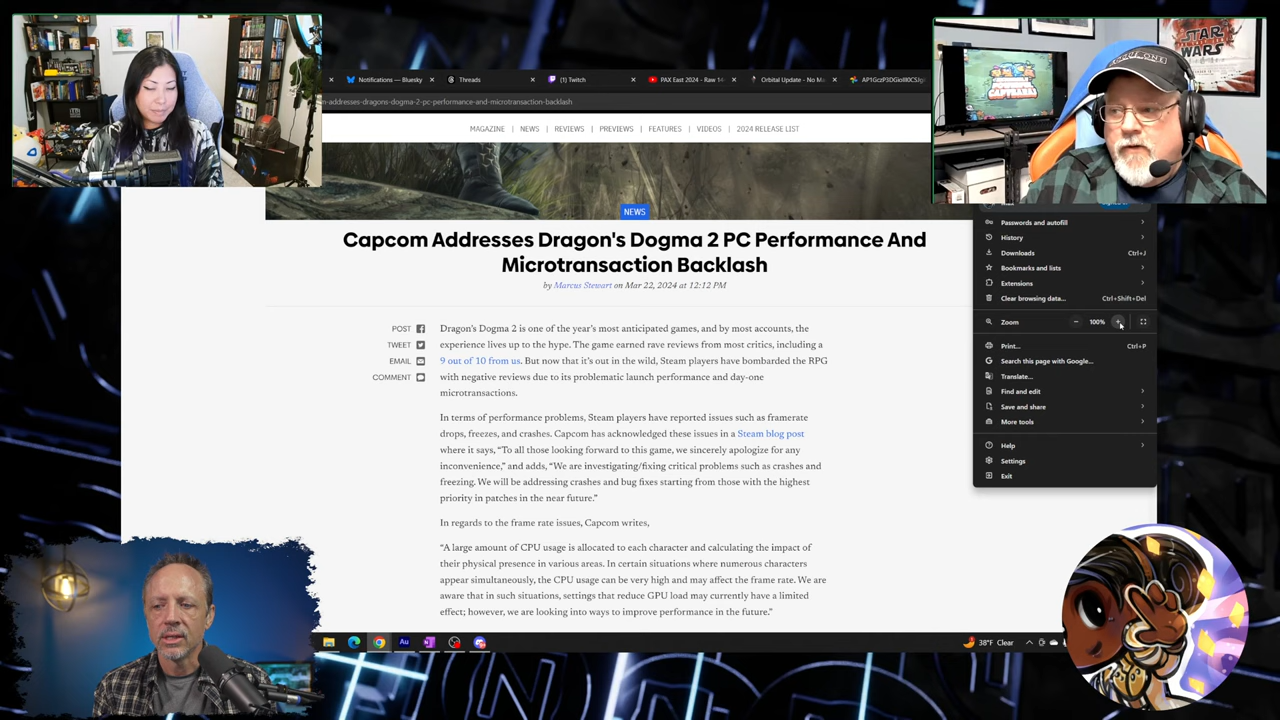 Notifications — Bluesky
Threads
(1) Twitch
PAX East 2024 - Raw 14
Orbital Update - No M
n-addresses-dragons-dogma-2-pc-performance-and-microtransaction-backlash
MAGAZINE | NEWS | REVIEWS | PREVIEWS | FEATURES | VIDEOS | 2024 RELEASE LIST
STAR
WARS
NEWS
Capcom Addresses Dragon's Dogma 2 PC Performance And
Microtransaction Backlash
by Marcus Stewart on Mar 22, 2024 at 12:12 PM
POST
TWEET
EMAIL
COMMENT
Dragon's Dogma 2 is one of the year's most anticipated games, and by most accounts, the
experience lives up to the hype. The game earned rave reviews from most critics, including a
9 out of 10 from us. But now that it's out in the wild, Steam players have bombarded the RPG
with negative reviews due to its problematic launch performance and day-one
microtransactions.
In terms of performance problems, Steam players have reported issues such as framerate
drops, freezes, and crashes. Capcom has acknowledged these issues in a Steam blog post
where it says, “To all those looking forward to this game, we sincerely apologize for any
inconvenience,” and adds, “We are investigating/fixing critical problems such as crashes and
freezing. We will be addressing crashes and bug fixes starting from those with the highest
priority in patches in the near future.”
In regards to the frame rate issues, Capcom writes,
“A large amount of CPU usage is allocated to each character and calculating the impact of
their physical presence in various areas. In certain situations where numerous characters
appear simultaneously, the CPU usage can be very high and may affect the frame rate. We are
aware that in such situations, settings that reduce GPU load may currently have a limited
effect; however, we are looking into ways to improve performance in the future.”
Passwords and autofill
History
Downloads Ctrl+J
Bookmarks and lists
Extensions
Clear browsing data... Ctrl+Shift+Del
Zoom − 100% +
Print... Ctrl+P
Search this page with Google...
Translate...
Find and edit
Save and share
More tools
Help
Settings
Exit
Au
38°F Clear